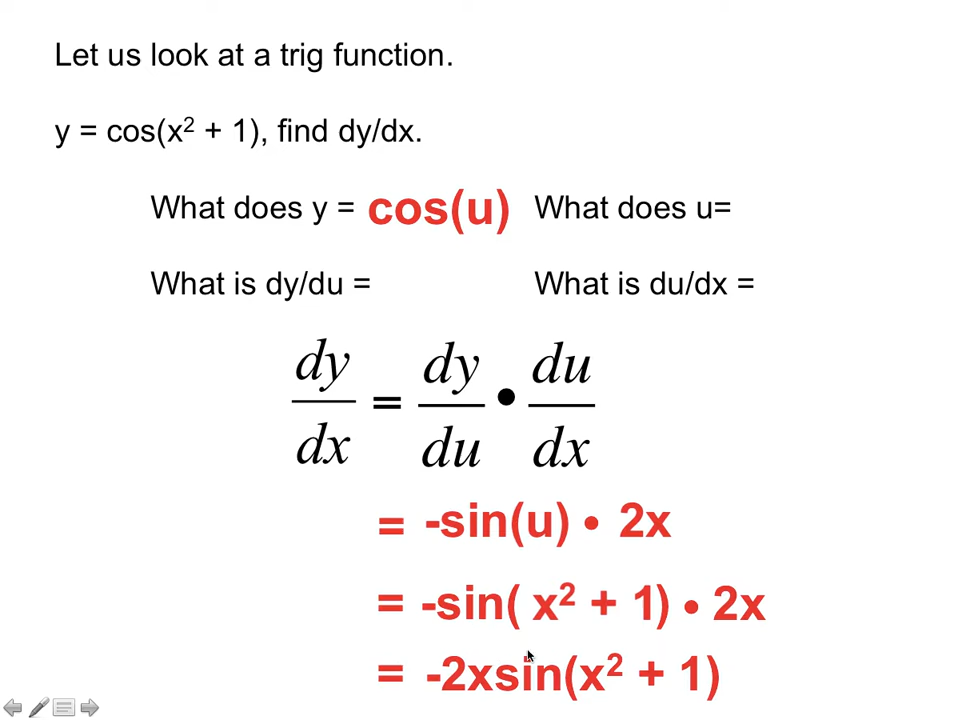 Let us look at a trig function.
y = cos(x² + 1), find dy/dx.
What does y = cos(u) What does u=
What is dy/du = What is du/dx =
dy/dx = dy/du • du/dx
= -sin(u) • 2x
= -sin( x² + 1) • 2x
= -2xsin(x² + 1)